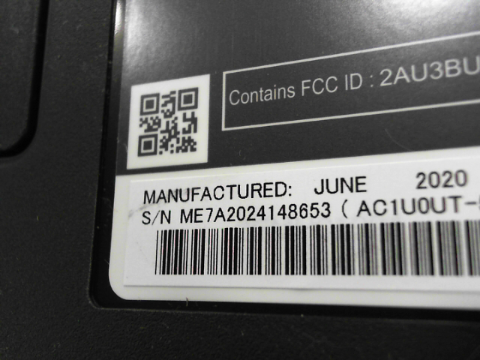 Contains FCC ID : 2AU3BU
MANUFACTURED: JUNE 2020
S/N ME7A2024148653 ( AC1U0UT-